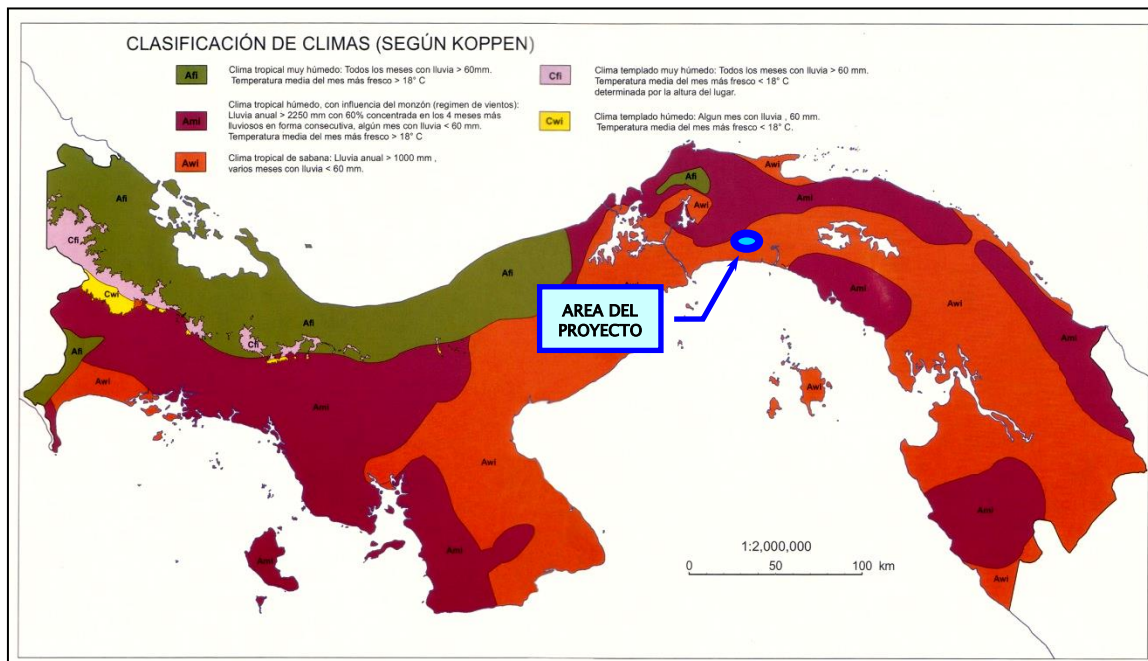 CLASIFICACIÓN DE CLIMAS (SEGÚN KOPPEN)
Afi
Clima tropical muy húmedo: Todos los meses con lluvia > 60mm.
Temperatura media del mes más fresco > 18° C
Ami
Clima tropical húmedo, con influencia del monzón (regimen de vientos):
Lluvia anual > 2250 mm con 60% concentrada en los 4 meses más
lluviosos en forma consecutiva, algún mes con lluvia < 60 mm.
Temperatura media del mes más fresco > 18° C
Awi
Clima tropical de sabana: Lluvia anual > 1000 mm ,
varios meses con lluvia < 60 mm.
Cfi
Clima templado muy húmedo: Todos los meses con lluvia > 60 mm.
Temperatura media del mes más fresco < 18° C
determinada por la altura del lugar.
Cwi
Clima templado húmedo: Algun mes con lluvia , 60 mm.
Temperatura media del mes más fresco < 18° C.
Awi
Afi
Afi
Ami
Awi
Cfi
Afi
Ami
Cwi
AREA DEL
PROYECTO
Awi
Afi
Cfi
Afi
Ami
Awi
Awi
Ami
Awi
Ami
Ami
Ami
1:2,000,000
0 50 100 km
Awi